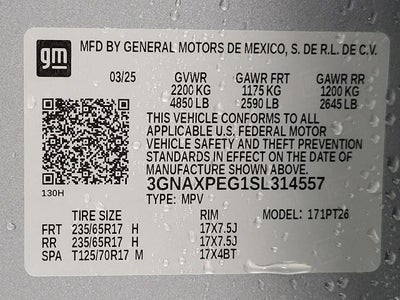 gm MFD BY GENERAL MOTORS DE MEXICO, S. DE R.L. DE C.V.
03/25 GVWR GAWR FRT GAWR RR
2200 KG 1175 KG 1200 KG
4850 LB 2590 LB 2645 LB
THIS VEHICLE CONFORMS TO ALL
APPLICABLE U.S. FEDERAL MOTOR
VEHICLE SAFETY AND THEFT PREVENTION
STANDARDS IN EFFECT ON THE DATE OF
MANUFACTURE SHOWN ABOVE.
130H
3GNAXPEG1SL314557
TYPE: MPV
TIRE SIZE RIM MODEL: 171PT26
FRT 235/65R17 H 17X7.5J
RR 235/65R17 H 17X7.5J
SPA T125/70R17 M 17X4BT